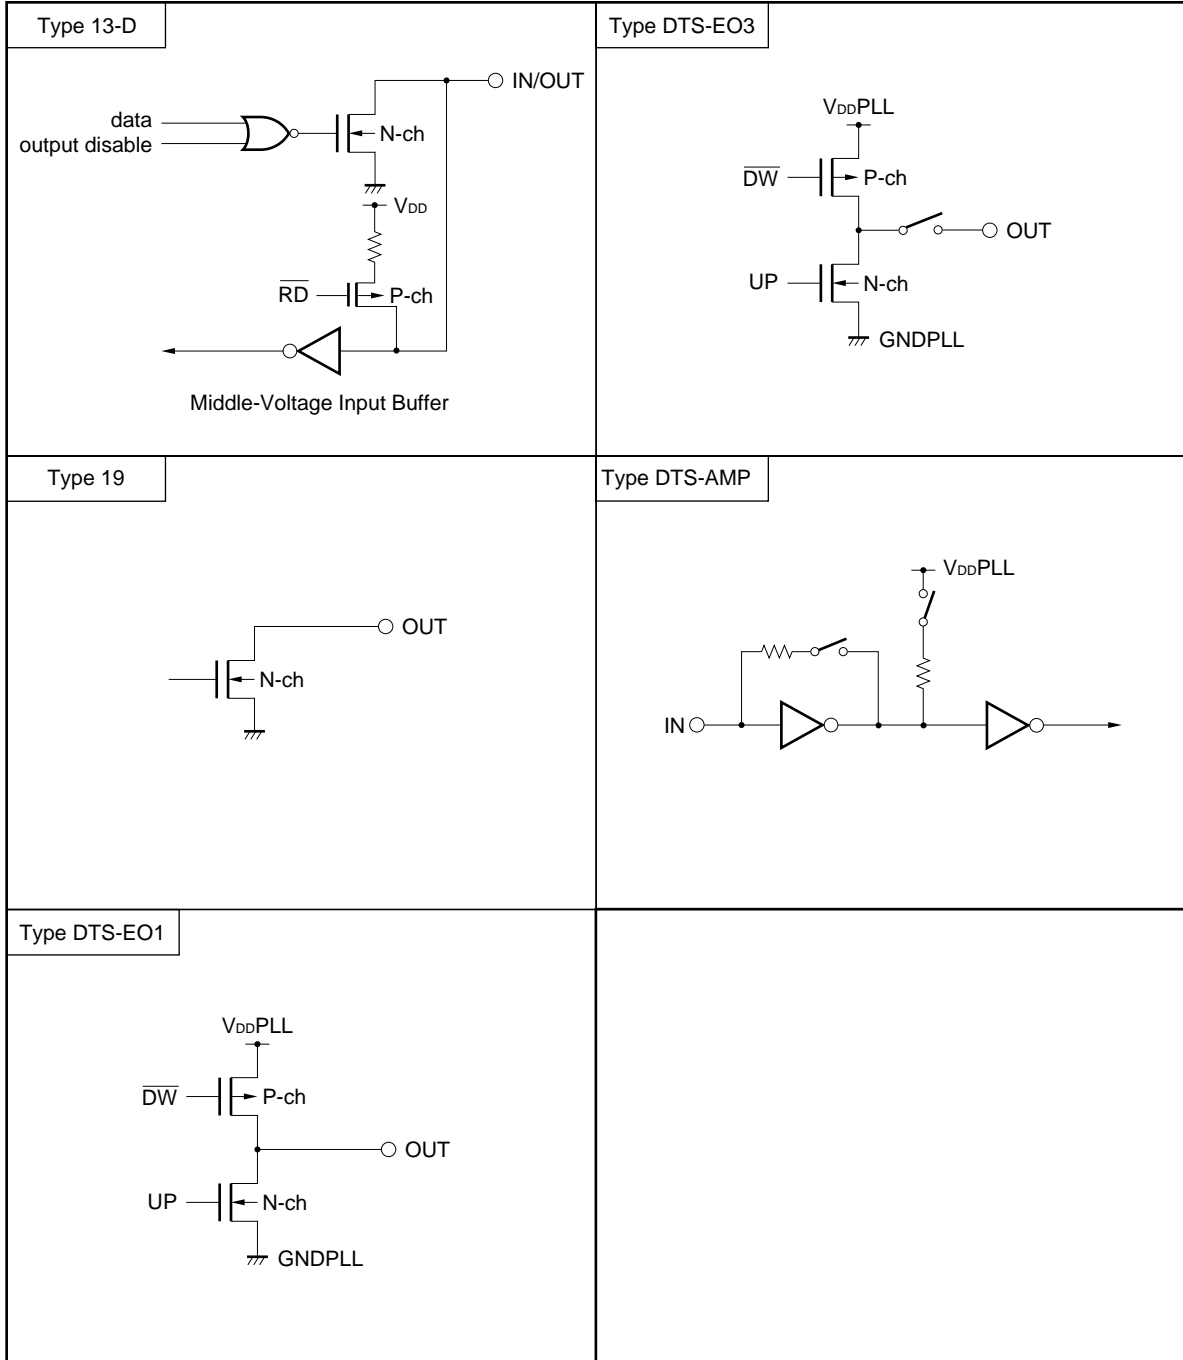 Type 13-D
IN/OUT
data
output disable
N-ch
VDD
RD
P-ch
Middle-Voltage Input Buffer
Type DTS-EO3
VDDPLL
DW
P-ch
OUT
UP
N-ch
GNDPLL
Type 19
OUT
N-ch
Type DTS-AMP
VDDPLL
IN
Type DTS-EO1
VDDPLL
DW
P-ch
OUT
UP
N-ch
GNDPLL